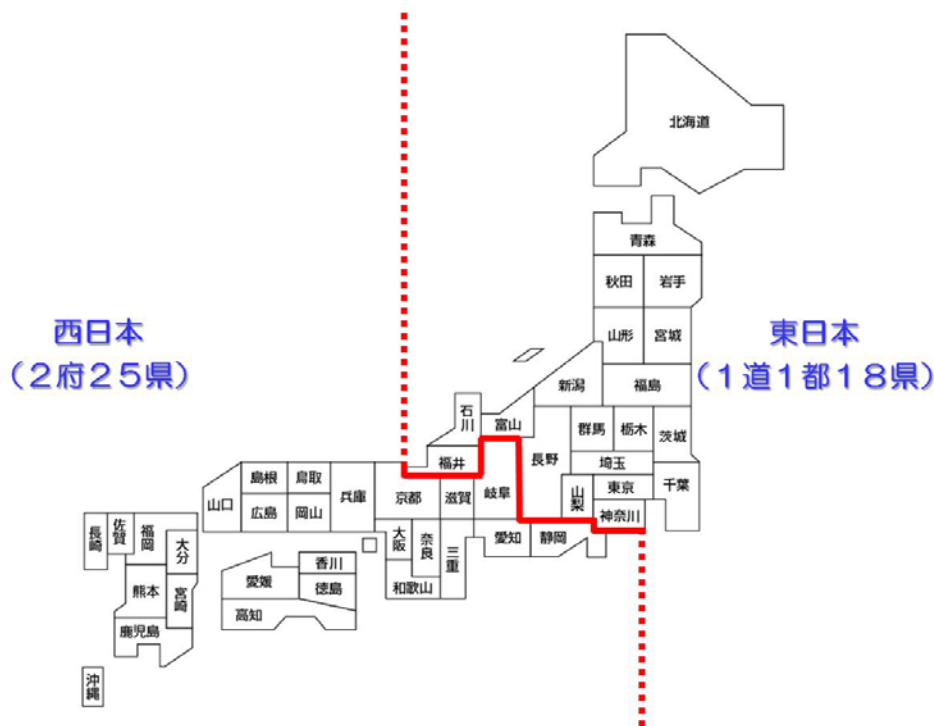 北海道
青森
秋田
岩手
西日本
(2府25県)
山形
宮城
東日本
(1道1都18県)
新潟
福島
石川
富山
群馬
栃木
茨城
福井
長野
埼玉
島根
鳥取
兵庫
京都
滋賀
岐阜
山梨
東京
千葉
山口
広島
岡山
神奈川
長崎
佐賀
福岡
大分
大阪
奈良
三重
愛知
静岡
香川
愛媛
徳島
和歌山
熊本
宮崎
高知
鹿児島
沖縄